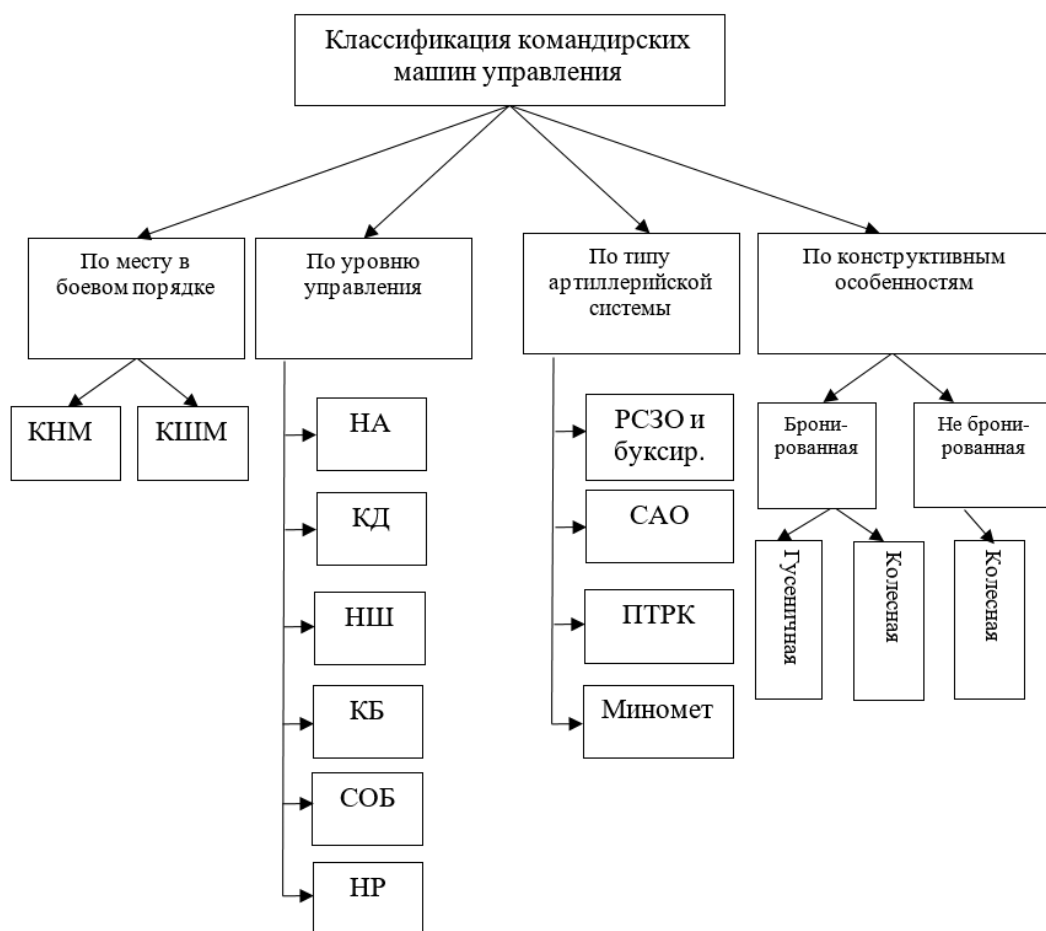 Классификация командирских
машин управления
По месту в
боевом порядке
По уровню
управления
По типу
артиллерийской
системы
По конструктивным
особенностям
КНМ
КШМ
НА
КД
НШ
КБ
СОБ
НР
РСЗО и
буксир.
САО
ПТРК
Миномет
Брони-
рованная
Не брони-
рованная
Гусеничная
Колесная
Колесная